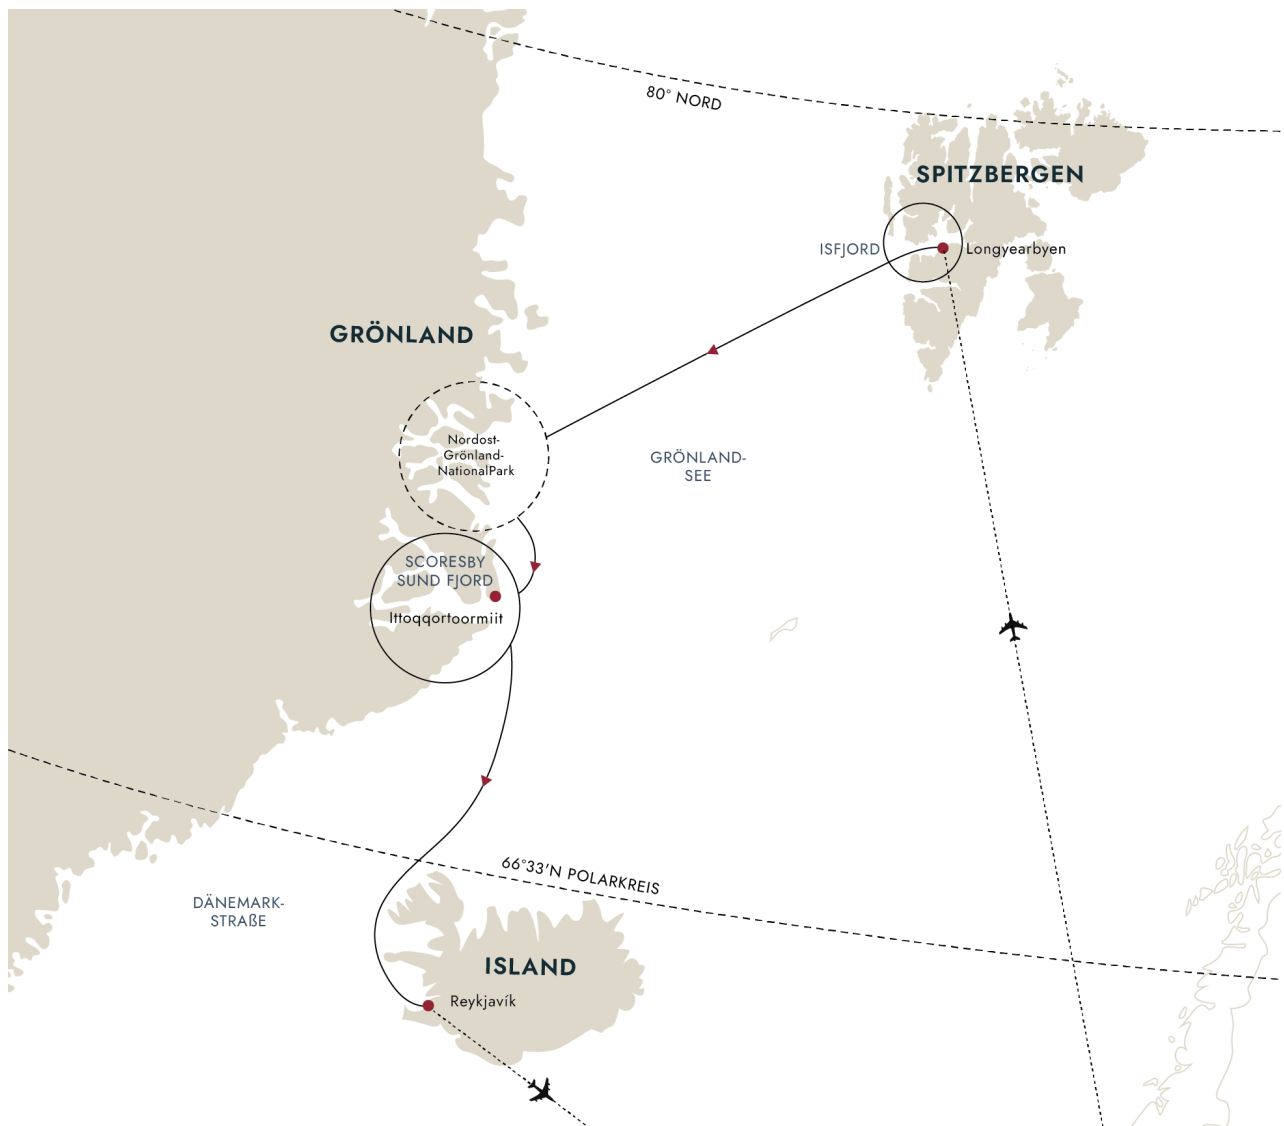 80° NORD
SPITZBERGEN
ISFJORD
Longyearbyen
GRÖNLAND
Nordost-
Grönland-
NationalPark
GRÖNLAND-
SEE
SCORESBY
SUND FJORD
Ittoqqortoormiit
66°33'N POLARKREIS
DÄNEMARK-
STRAßE
ISLAND
Reykjavík